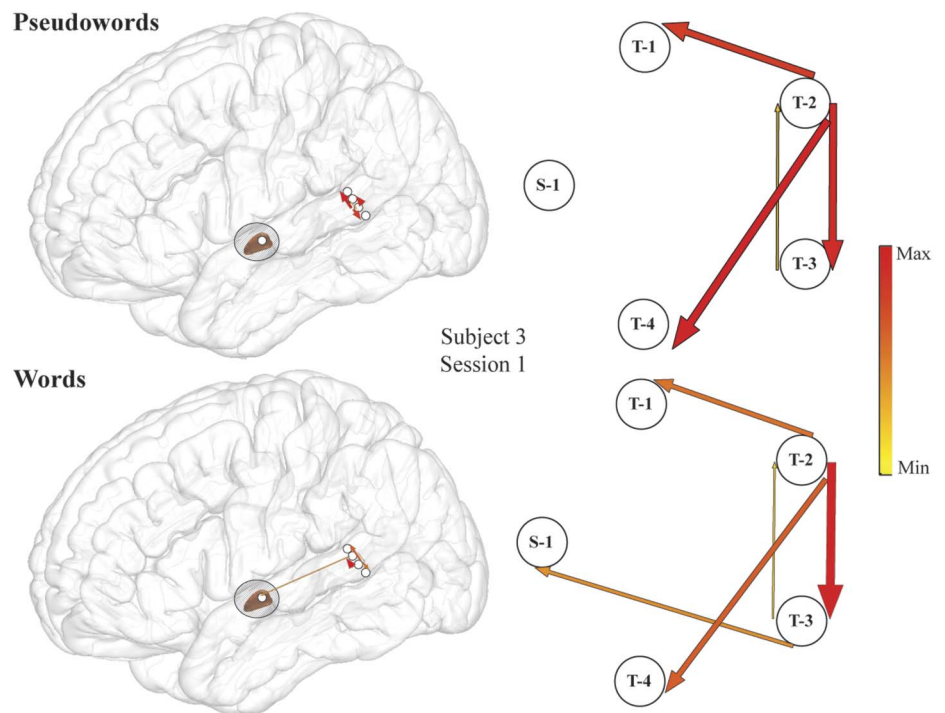 Pseudowords
T-1
T-2
S-1
T-3
T-4
Max
Min
Subject 3
Session 1
Words
T-1
T-2
S-1
T-3
T-4